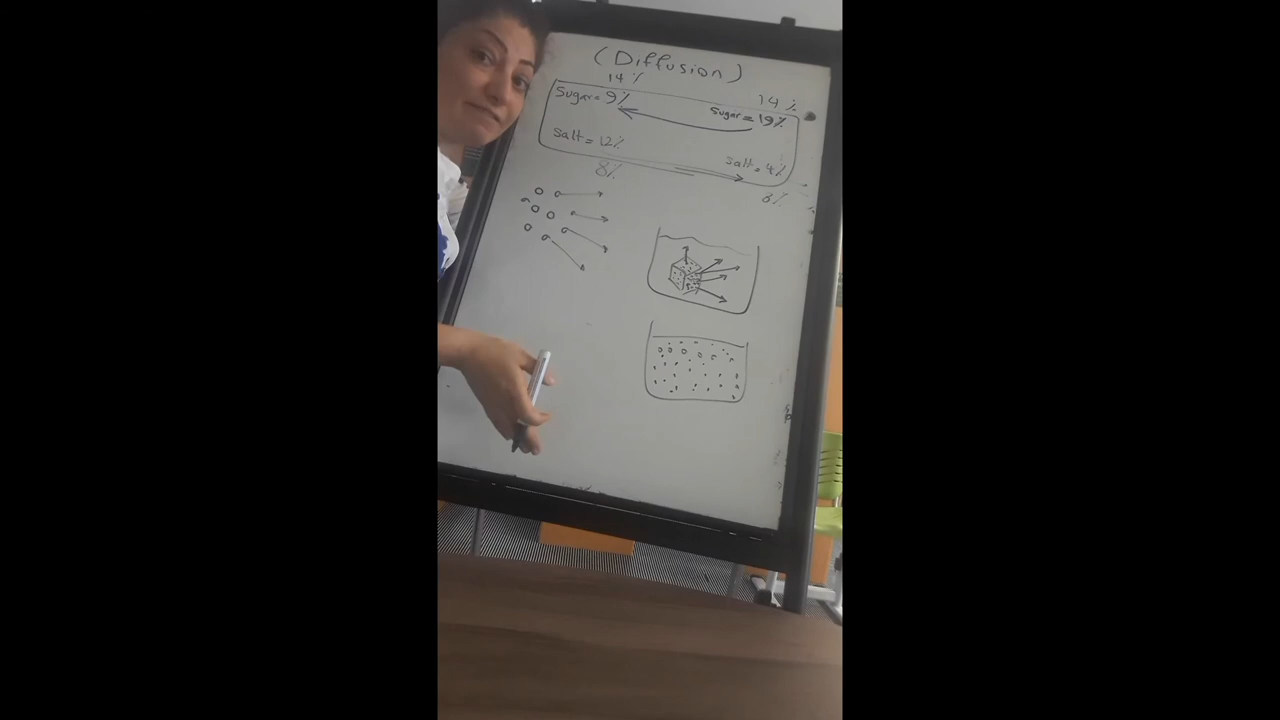 (Diffusion)
14% 14%
Sugar = 9% Sugar = 19%
Salt = 12% Salt = 4%
8% 8%